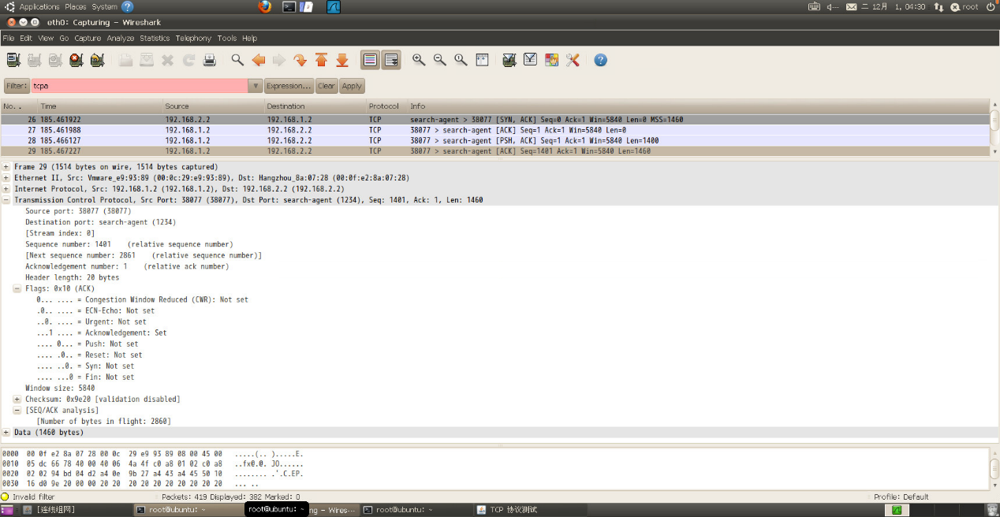 Applications Places System
二 12月 1, 04:30 root
eth0: Capturing - Wireshark
File Edit View Go Capture Analyze Statistics Telephony Tools Help
Filter: tcpa Expression... Clear Apply
No. . Time Source Destination Protocol Info
26 185.461922 192.168.2.2 192.168.1.2 TCP search-agent > 38077 [SYN, ACK] Seq=0 Ack=1 Win=5840 Len=0 MSS=1460
27 185.461988 192.168.1.2 192.168.2.2 TCP 38077 > search-agent [ACK] Seq=1 Ack=1 Win=5840 Len=0
28 185.466127 192.168.1.2 192.168.2.2 TCP 38077 > search-agent [PSH, ACK] Seq=1 Ack=1 Win=5840 Len=1400
29 185.467227 192.168.1.2 192.168.2.2 TCP 38077 > search-agent [ACK] Seq=1401 Ack=1 Win=5840 Len=1460
Frame 29 (1514 bytes on wire, 1514 bytes captured)
Ethernet II, Src: Vmware_e9:93:89 (00:0c:29:e9:93:89), Dst: Hangzhou_8a:07:28 (00:0f:e2:8a:07:28)
Internet Protocol, Src: 192.168.1.2 (192.168.1.2), Dst: 192.168.2.2 (192.168.2.2)
Transmission Control Protocol, Src Port: 38077 (38077), Dst Port: search-agent (1234), Seq: 1401, Ack: 1, Len: 1460
Source port: 38077 (38077)
Destination port: search-agent (1234)
[Stream index: 0]
Sequence number: 1401 (relative sequence number)
[Next sequence number: 2861 (relative sequence number)]
Acknowledgement number: 1 (relative ack number)
Header length: 20 bytes
Flags: 0x10 (ACK)
0... .... = Congestion Window Reduced (CWR): Not set
.0.. .... = ECN-Echo: Not set
..0. .... = Urgent: Not set
...1 .... = Acknowledgement: Set
.... 0... = Push: Not set
.... .0.. = Reset: Not set
.... ..0. = Syn: Not set
.... ...0 = Fin: Not set
Window size: 5840
Checksum: 0x9e20 [validation disabled]
[SEQ/ACK analysis]
[Number of bytes in flight: 2860]
Data (1460 bytes)
0000 00 0f e2 8a 07 28 00 0c 29 e9 93 89 08 00 45 00 .....(.. ).....E.
0010 05 dc 66 78 40 00 40 06 4a 4f c0 a8 01 02 c0 a8 ..fx@.@. JO......
0020 02 02 94 bd 04 d2 a4 0e 9b 27 a4 43 a4 45 50 10 ........ .'.C.EP.
0030 16 d0 9e 20 00 00 20 20 20 20 20 20 20 20 20 20 ... ..
Invalid filter Packets: 419 Displayed: 382 Marked: 0 Profile: Default
[连线组网] root@ubuntu: ~ root@ubuntu: ~ ng - Wires... root@ubuntu: ~ TCP 协议测试